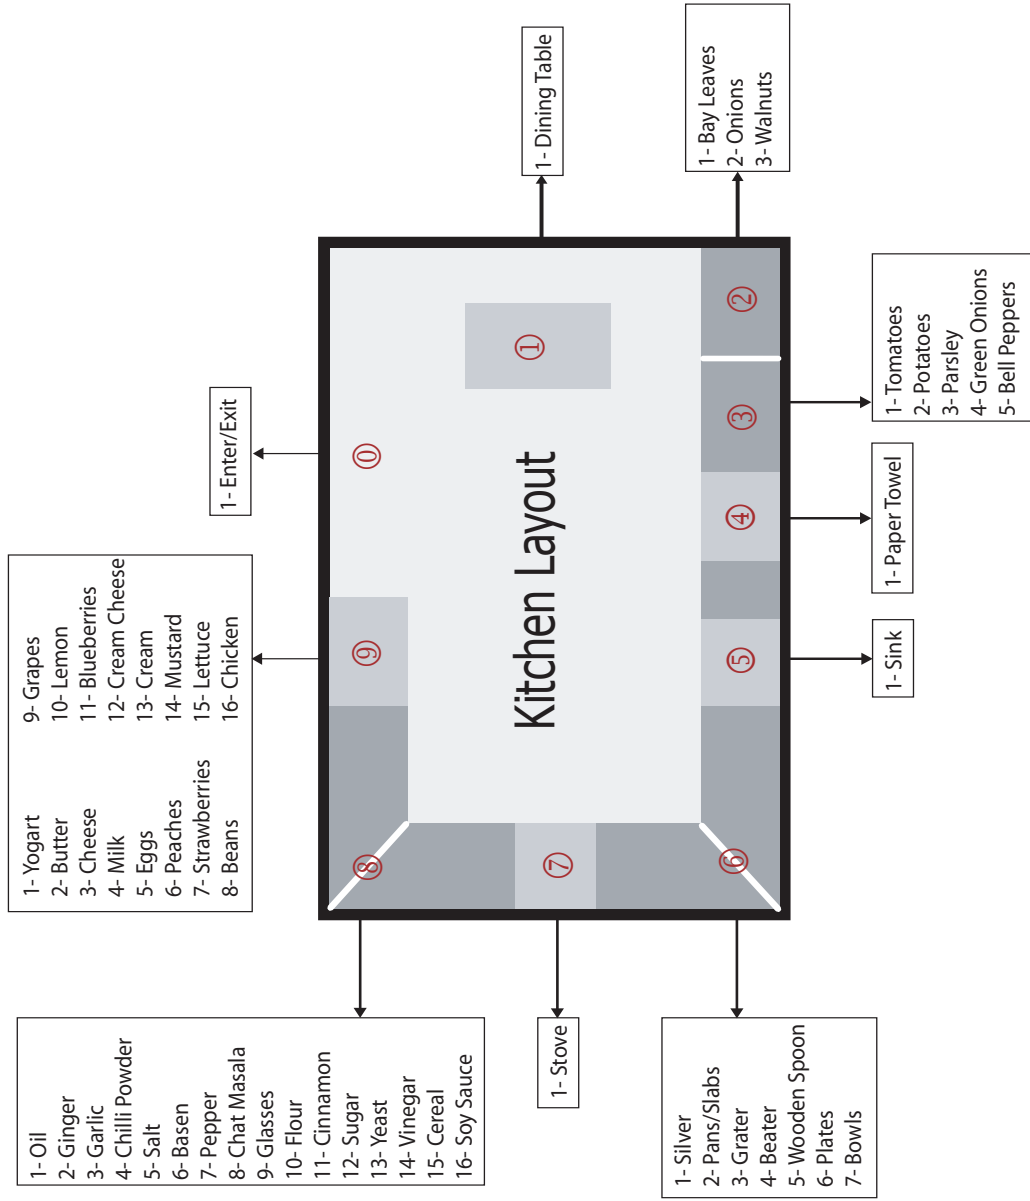 1- Yogart
2- Butter
3- Cheese
4- Milk
5- Eggs
6- Peaches
7- Strawberries
8- Beans
9- Grapes
10- Lemon
11- Blueberries
12- Cream Cheese
13- Cream
14- Mustard
15- Lettuce
16- Chicken
1- Enter/Exit
1- Dining Table
1- Oil
2- Ginger
3- Garlic
4- Chilli Powder
5- Salt
6- Basen
7- Pepper
8- Chat Masala
9- Glasses
10- Flour
11- Cinnamon
12- Sugar
13- Yeast
14- Vinegar
15- Cereal
16- Soy Sauce
8
9
0
1
7
Kitchen Layout
6
5
4
3
2
1- Stove
1- Silver
2- Pans/Slabs
3- Grater
4- Beater
5- Wooden Spoon
6- Plates
7- Bowls
1- Sink
1- Paper Towel
1- Tomatoes
2- Potatoes
3- Parsley
4- Green Onions
5- Bell Peppers
1- Bay Leaves
2- Onions
3- Walnuts